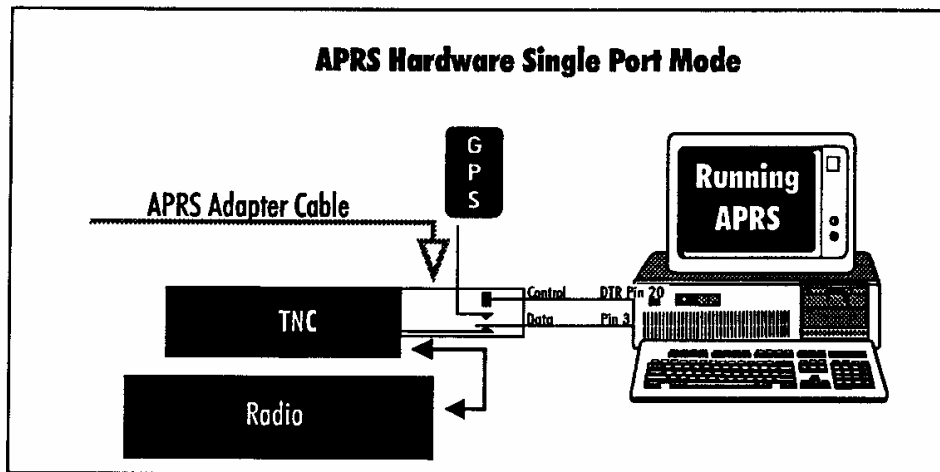 APRS Hardware Single Port Mode
GPS
Running
APRS
APRS Adapter Cable
Control
DTR Pin 20
TNC
Data
Pin 3
Radio